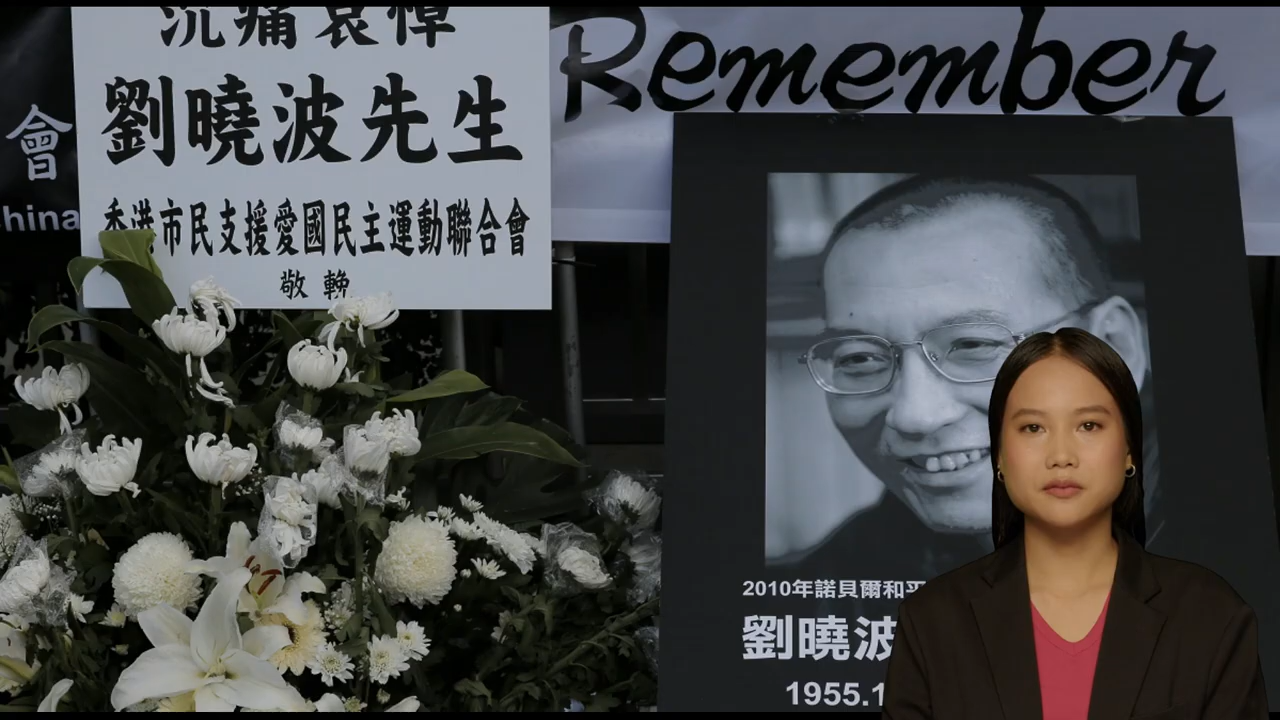 沉痛哀悼
劉曉波先生
香港市民支援愛國民主運動聯合會
敬輓
會
hina
Remember
2010年諾貝爾和平
劉曉波
1955.1